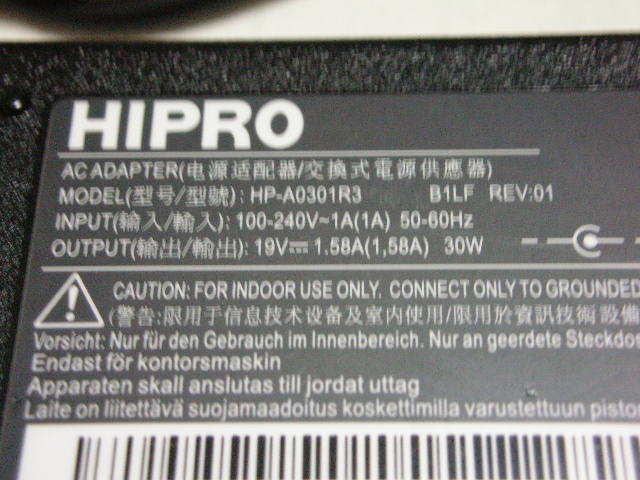 HIPRO
AC ADAPTER(电源适配器/交換式電源供應器)
MODEL(型号/型號): HP-A0301R3 B1LF REV:01
INPUT(輸入/輸入): 100-240V~1A(1A) 50-60Hz
OUTPUT(输出/輸出): 19V⎓1.58A(1,58A) 30W
CAUTION: FOR INDOOR USE ONLY. CONNECT ONLY TO GROUNDED
(警告:限用于信息技术设备及室内使用/限用於資訊技術設備
Vorsicht: Nur für den Gebrauch im Innenbereich. Nur an geerdete Steckdos
Endast för kontorsmaskin
Apparaten skall anslutas till jordat uttag
Laite on liitettävä suojamaadoitus koskettimilla varustettuun pisto